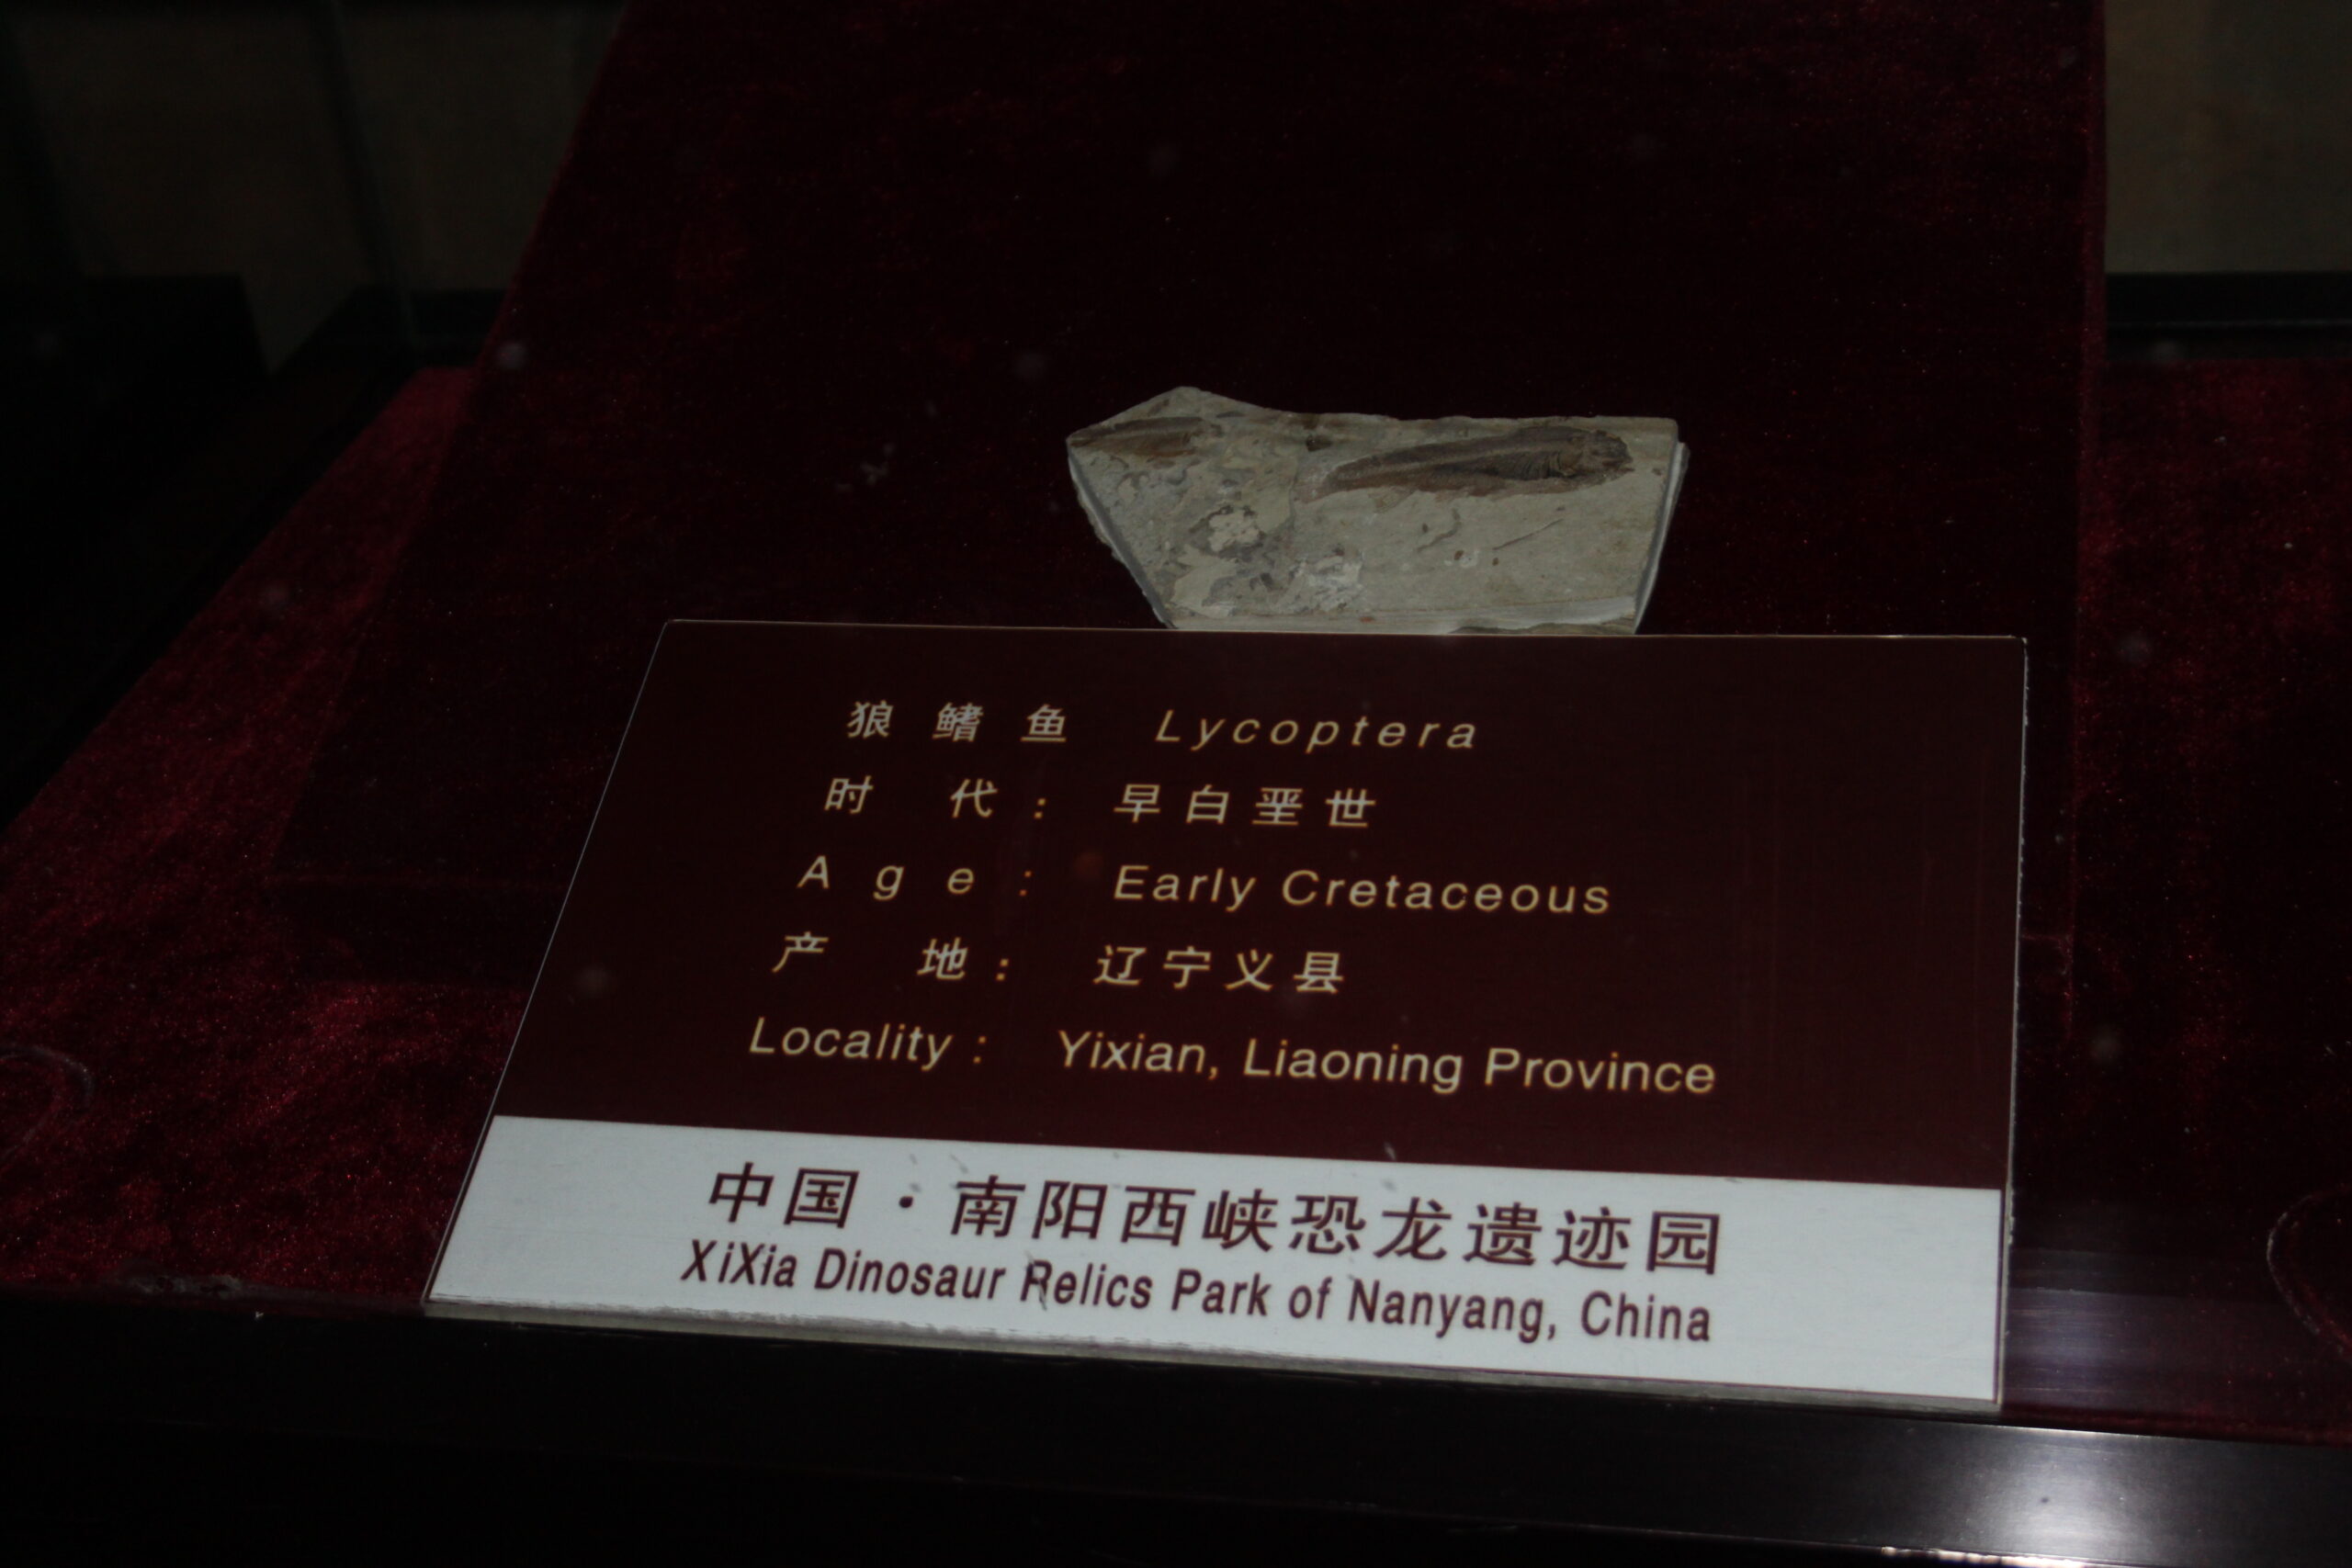 狼鳍鱼 Lycoptera
时代：早白垩世
Age: Early Cretaceous
产地：辽宁义县
Locality: Yixian, Liaoning Province
中国·南阳西峡恐龙遗迹园
XiXia Dinosaur Relics Park of Nanyang, China